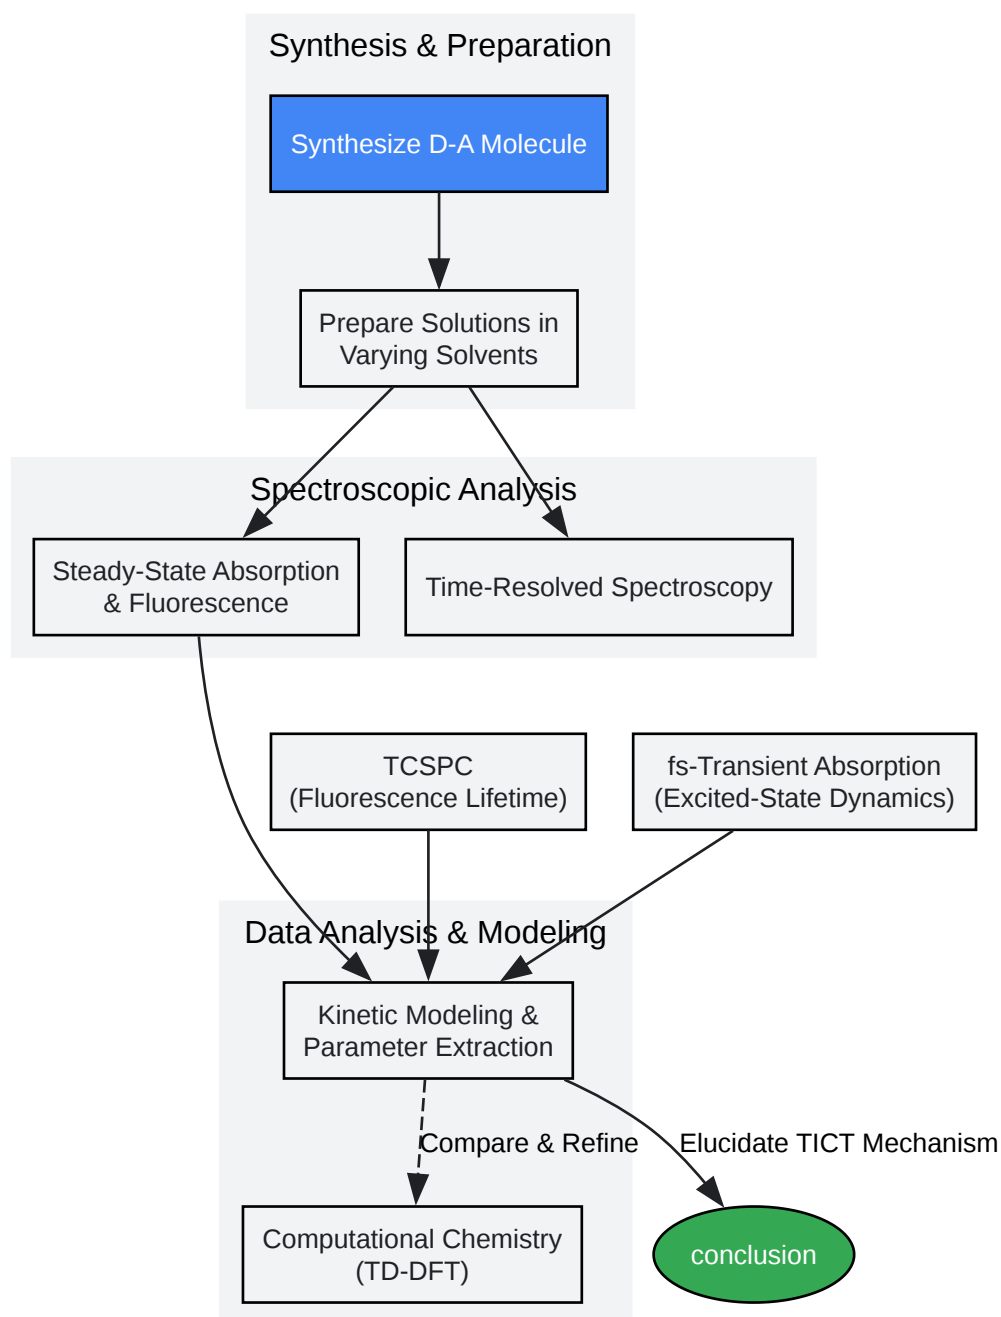 Synthesis & Preparation
Synthesize D-A Molecule
Prepare Solutions in
Varying Solvents
Spectroscopic Analysis
Steady-State Absorption
& Fluorescence
Time-Resolved Spectroscopy
TCSPC
(Fluorescence Lifetime)
fs-Transient Absorption
(Excited-State Dynamics)
Data Analysis & Modeling
Kinetic Modeling &
Parameter Extraction
Compare & Refine
Elucidate TICT Mechanism
Computational Chemistry
(TD-DFT)
conclusion